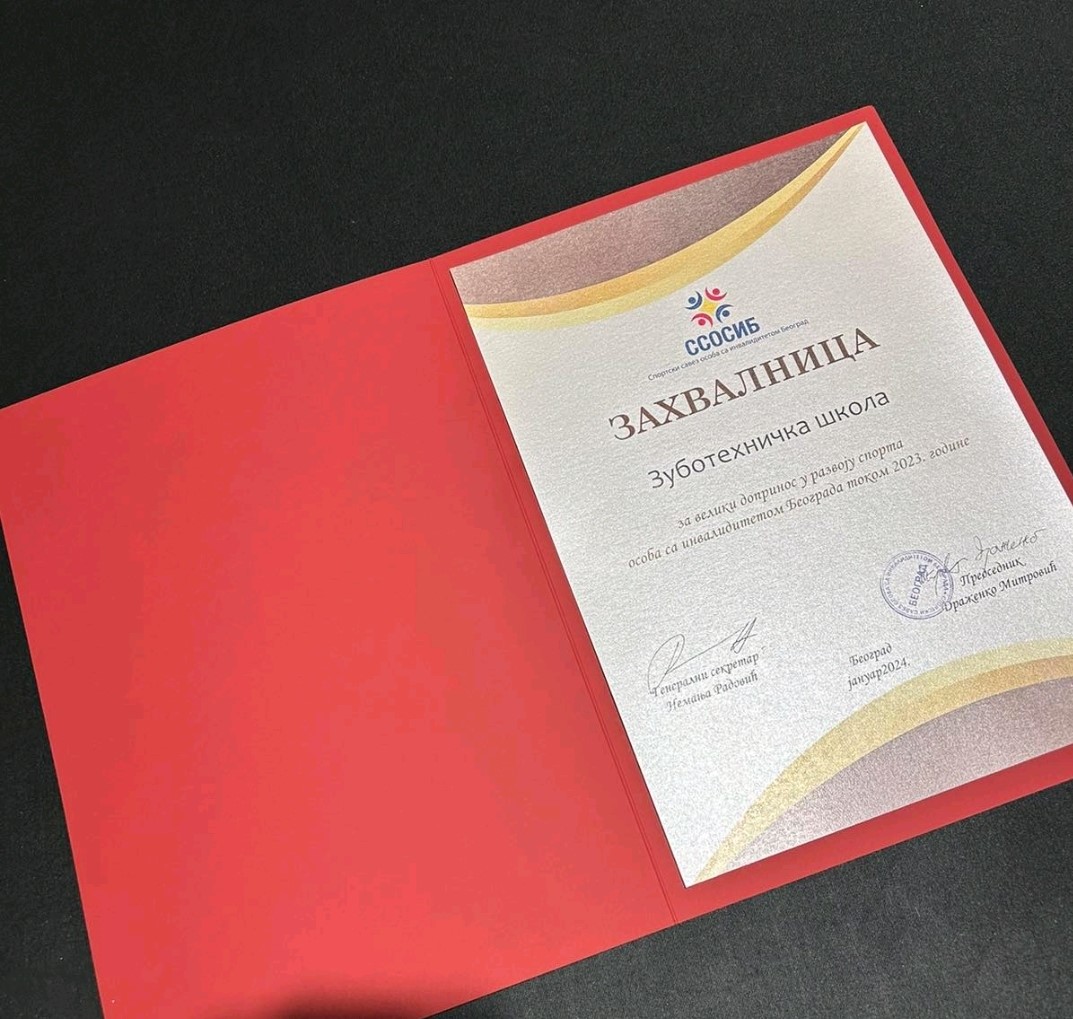 ССОСИБ
Спортски савез особа са инвалидитетом Београд
ЗАХВАЛНИЦА
Зуботехничка школа
за велики допринос у развоју спорта
особа са инвалидитетом Београда током 2023. године
БЕОГРАД
Председник
Драженко Митровић
Генерални секретар
Немања Радовић
Београд
јануар2024.